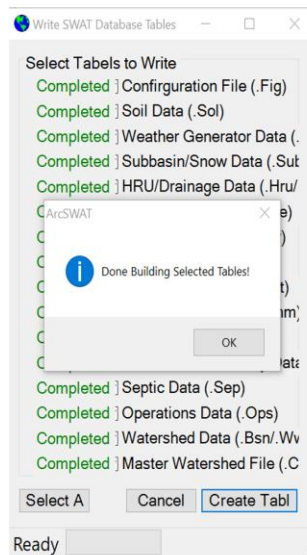 Write SWAT Database Tables
Select Tabels to Write
Completed Confirguration File (.Fig)
Completed Soil Data (.Sol)
Completed Weather Generator Data (.
Completed Subbasin/Snow Data (.Sub
Completed HRU/Drainage Data (.Hru/
ArcSWAT
Done Building Selected Tables!
OK
Completed Septic Data (.Sep)
Completed Operations Data (.Ops)
Completed Watershed Data (.Bsn/.Wv
Completed Master Watershed File (.C
Select A Cancel Create Tabl
Ready